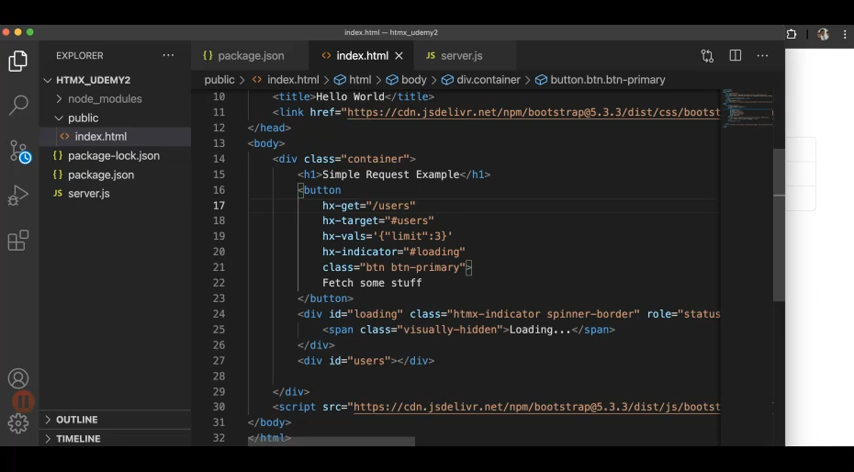 index.html — htmx_udemy2
EXPLORER
HTMX_UDEMY2
node_modules
public
<> index.html
{ } package-lock.json
{ } package.json
JS server.js
OUTLINE
TIMELINE
{ } package.json
<> index.html ×
JS server.js
public > <> index.html > html > body > div.container > button.btn.btn-primary
10 <title>Hello World</title>
11 <link href="https://cdn.jsdelivr.net/npm/bootstrap@5.3.3/dist/css/bootst
12 </head>
13 <body>
14 <div class="container">
15 <h1>Simple Request Example</h1>
16 <button
17 hx-get="/users"
18 hx-target="#users"
19 hx-vals='{"limit":3}'
20 hx-indicator="#loading"
21 class="btn btn-primary">
22 Fetch some stuff
23 </button>
24 <div id="loading" class="htmx-indicator spinner-border" role="status
25 <span class="visually-hidden">Loading...</span>
26 </div>
27 <div id="users"></div>
28
29 </div>
30 <script src="https://cdn.jsdelivr.net/npm/bootstrap@5.3.3/dist/js/bootst
31 </body>
32 </html>